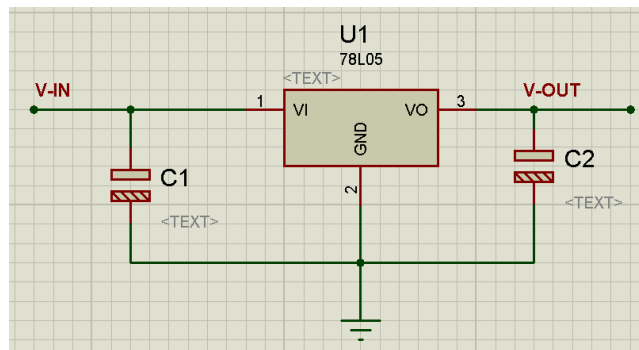 U1
78L05
<TEXT>
V-IN
V-OUT
1
VI
VO
3
GND
2
C1
<TEXT>
C2
<TEXT>